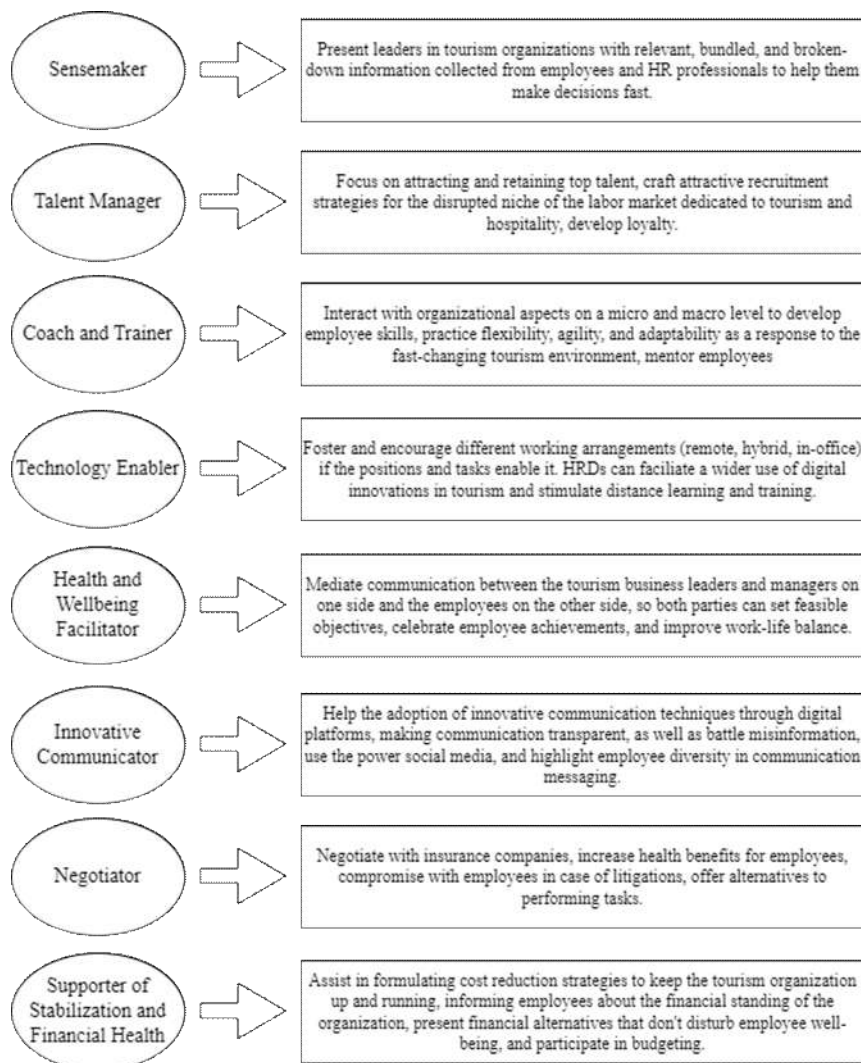 Sensemaker
Present leaders in tourism organizations with relevant, bundled, and broken-
down information collected from employees and HR professionals to help them
make decisions fast.
Talent Manager
Focus on attracting and retaining top talent, craft attractive recruitment
strategies for the disrupted niche of the labor market dedicated to tourism and
hospitality, develop loyalty.
Coach and Trainer
Interact with organizational aspects on a micro and macro level to develop
employee skills, practice flexibility, agility, and adaptability as a response to the
fast-changing tourism environment, mentor employees
Technology Enabler
Foster and encourage different working arrangements (remote, hybrid, in-office)
if the positions and tasks enable it. HRDs can faciliate a wider use of digital
innovations in tourism and stimulate distance learning and training.
Health and
Wellbeing
Facilitator
Mediate communication between the tourism business leaders and managers on
one side and the employees on the other side, so both parties can set feasible
objectives, celebrate employee achievements, and improve work-life balance.
Innovative
Communicator
Help the adoption of innovative communication techniques through digital
platforms, making communication transparent, as well as battle misinformation,
use the power social media, and highlight employee diversity in communication
messaging.
Negotiator
Negotiate with insurance companies, increase health benefits for employees,
compromise with employees in case of litigations, offer alternatives to
performing tasks.
Supporter of
Stabilization and
Financial Health
Assist in formulating cost reduction strategies to keep the tourism organization
up and running, informing employees about the financial standing of the
organization, present financial alternatives that don't disturb employee well-
being, and participate in budgeting.